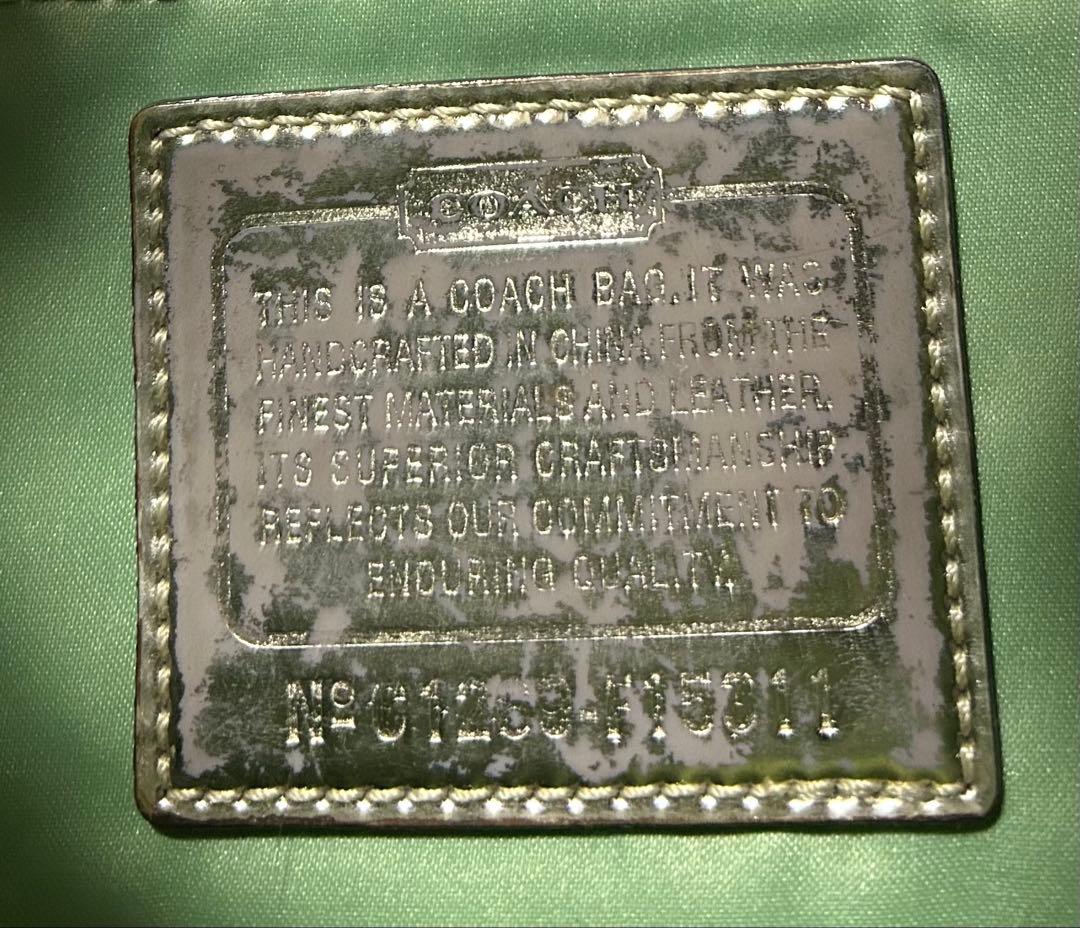 COACH
THIS IS A COACH BAG. IT WAS
HANDCRAFTED IN CHINA FROM THE
FINEST MATERIALS AND LEATHER.
ITS SUPERIOR CRAFTSMANSHIP
REFLECTS OUR COMMITMENT TO
ENDURING QUALITY.
Nº